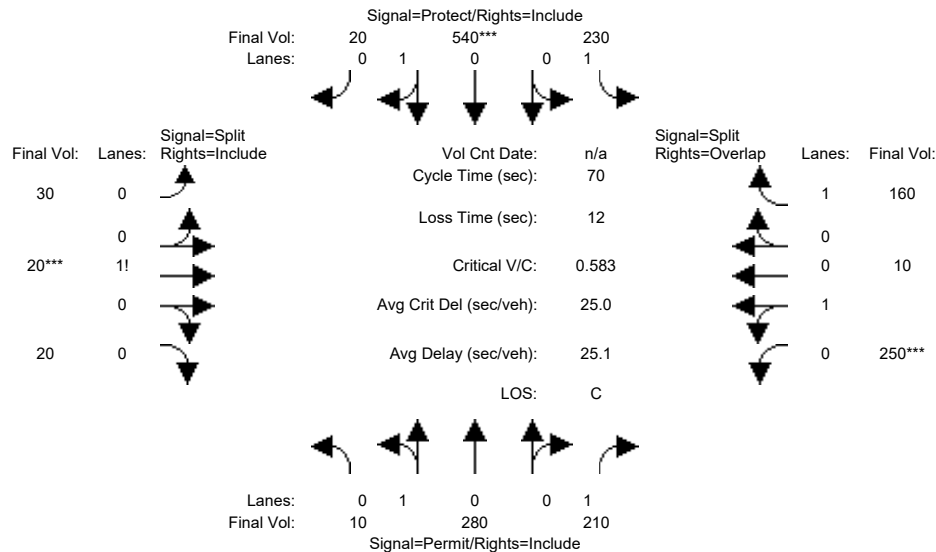 Signal=Protect/Rights=Include
Final Vol: 20 540*** 230
Lanes: 0 1 0 0 1
Signal=Split
Final Vol: Lanes: Rights=Include
Vol Cnt Date: n/a
Signal=Split
Rights=Overlap Lanes: Final Vol:
Cycle Time (sec): 70
30 0
1 160
Loss Time (sec): 12
0
0
20*** 1!
Critical V/C: 0.583
0 10
0
Avg Crit Del (sec/veh): 25.0
1
20 0
Avg Delay (sec/veh): 25.1
0 250***
LOS: C
Lanes: 0 1 0 0 1
Final Vol: 10 280 210
Signal=Permit/Rights=Include